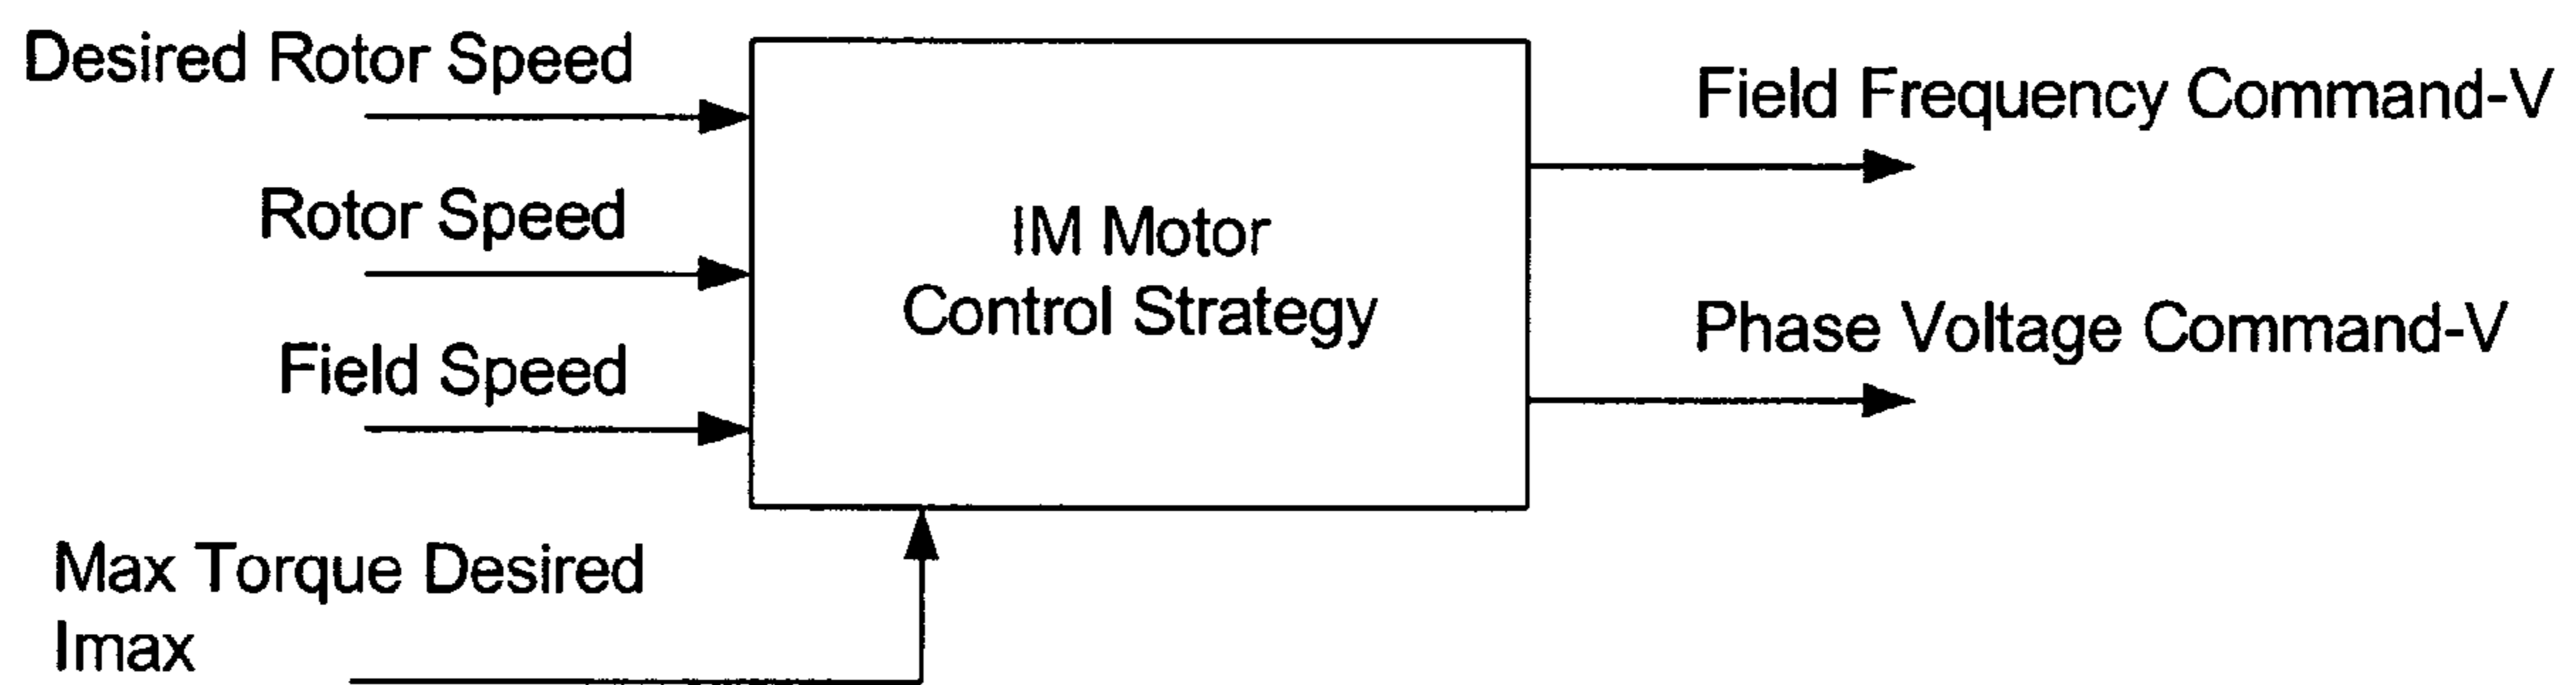 Desired Rotor Speed
Rotor Speed
Field Speed
Max Torque Desired
Imax
IM Motor
Control Strategy
Field Frequency Command-V
Phase Voltage Command-V